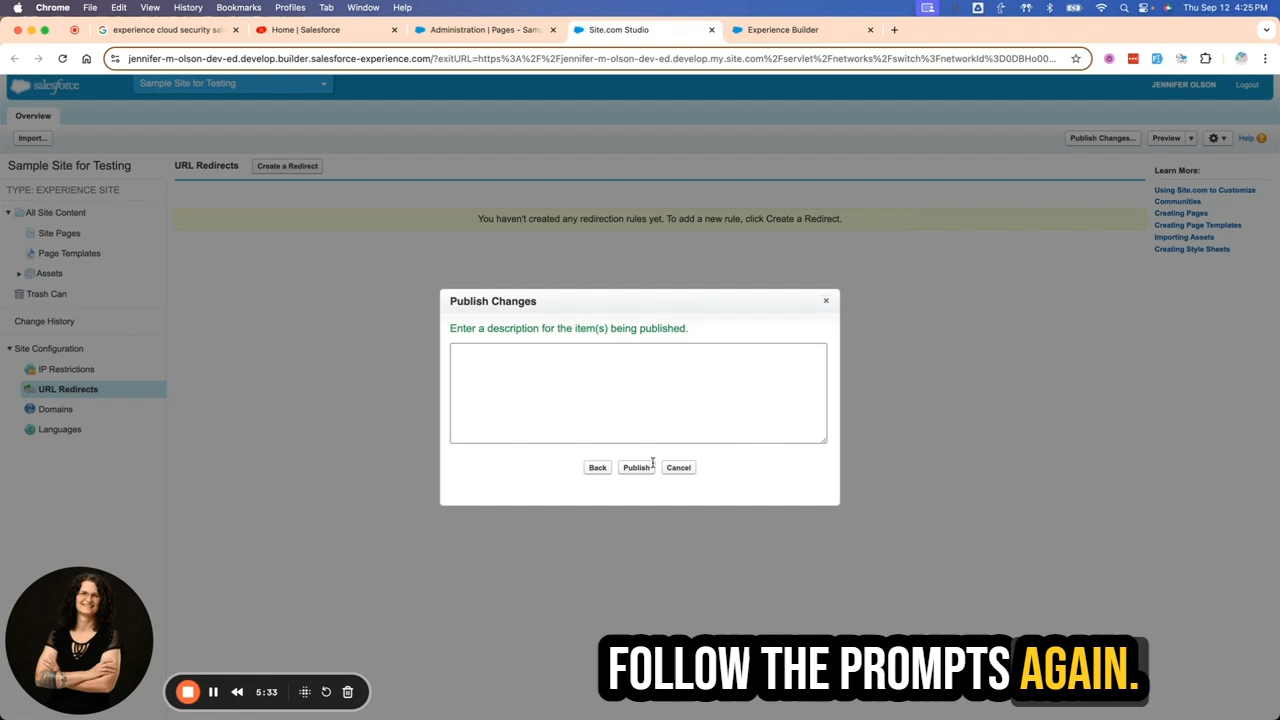 Chrome File Edit View History Bookmarks Profiles Tab Window Help
Thu Sep 12 4:25 PM
experience cloud security sa
Home | Salesforce
Administration | Pages - Sam
Site.com Studio
Experience Builder
jennifer-m-olson-dev-ed.develop.builder.salesforce-experience.com/?exitURL=https%3A%2F%2Fjennifer-m-olson-dev-ed.develop.my.site.com%2Fservlet%2Fnetworks%2Fswitch%3FnetworkId%3D0DBHo00...
salesforce
Sample Site for Testing
JENNIFER OLSON
Logout
Overview
Import...
Publish Changes...
Preview
Help
Sample Site for Testing
URL Redirects
Create a Redirect
Learn More:
TYPE: EXPERIENCE SITE
Using Site.com to Customize
Communities
Creating Pages
Creating Page Templates
Importing Assets
Creating Style Sheets
All Site Content
Site Pages
Page Templates
Assets
Trash Can
Change History
Site Configuration
IP Restrictions
URL Redirects
Domains
Languages
You haven't created any redirection rules yet. To add a new rule, click Create a Redirect.
Publish Changes
Enter a description for the item(s) being published.
Back
Publish
Cancel
5:33
FOLLOW THE PROMPTS AGAIN.